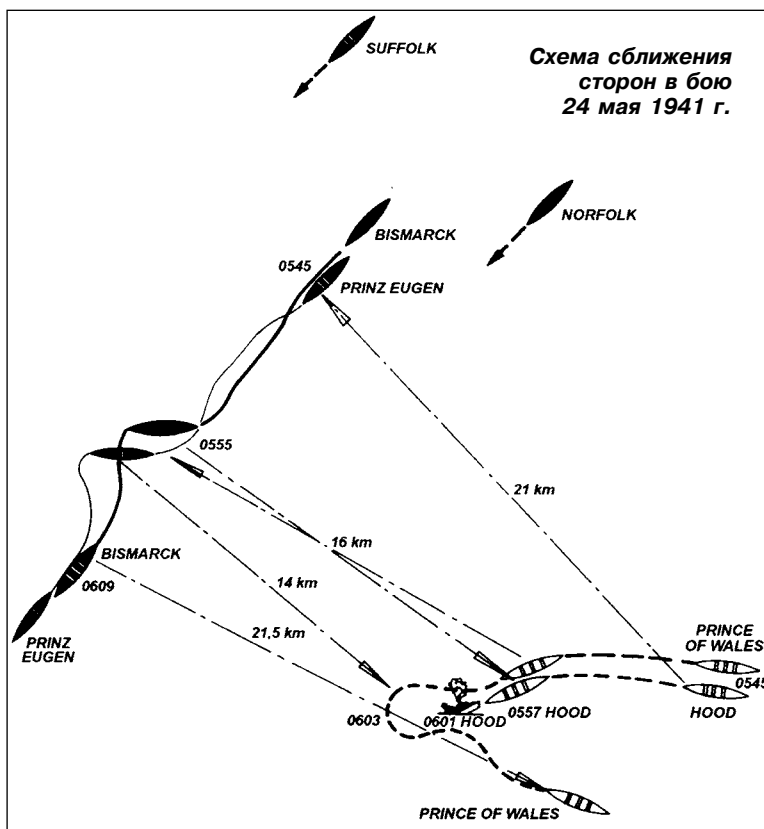 SUFFOLK
Схема сближения
сторон в бою
24 мая 1941 г.
NORFOLK
BISMARCK
0545
PRINZ EUGEN
0555
21 km
16 km
BISMARCK
14 km
0609
21,5 km
PRINZ
EUGEN
PRINCE
OF WALES
0545
0603
0601 HOOD
0557 HOOD
HOOD
PRINCE OF WALES